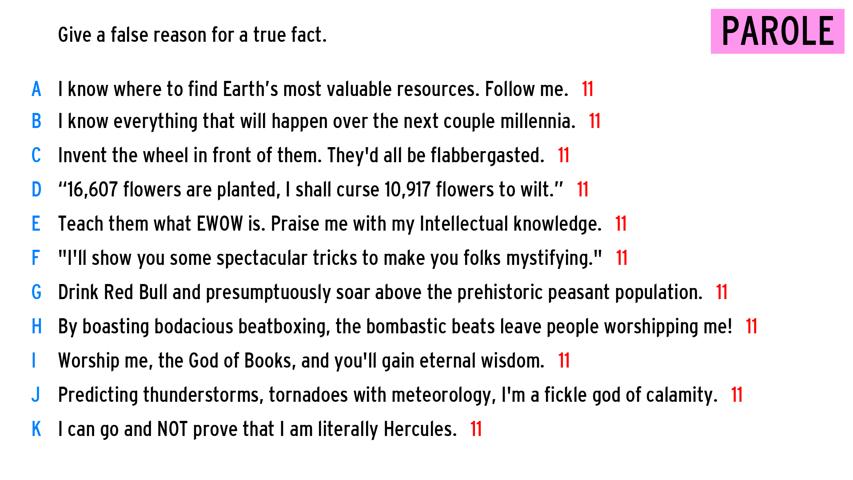 Give a false reason for a true fact.
PAROLE
A I know where to find Earth's most valuable resources. Follow me. 11
B I know everything that will happen over the next couple millennia. 11
C Invent the wheel in front of them. They'd all be flabbergasted. 11
D “16,607 flowers are planted, I shall curse 10,917 flowers to wilt.” 11
E Teach them what EWOW is. Praise me with my Intellectual knowledge. 11
F "I'll show you some spectacular tricks to make you folks mystifying." 11
G Drink Red Bull and presumptuously soar above the prehistoric peasant population. 11
H By boasting bodacious beatboxing, the bombastic beats leave people worshipping me! 11
I Worship me, the God of Books, and you'll gain eternal wisdom. 11
J Predicting thunderstorms, tornadoes with meteorology, I'm a fickle god of calamity. 11
K I can go and NOT prove that I am literally Hercules. 11